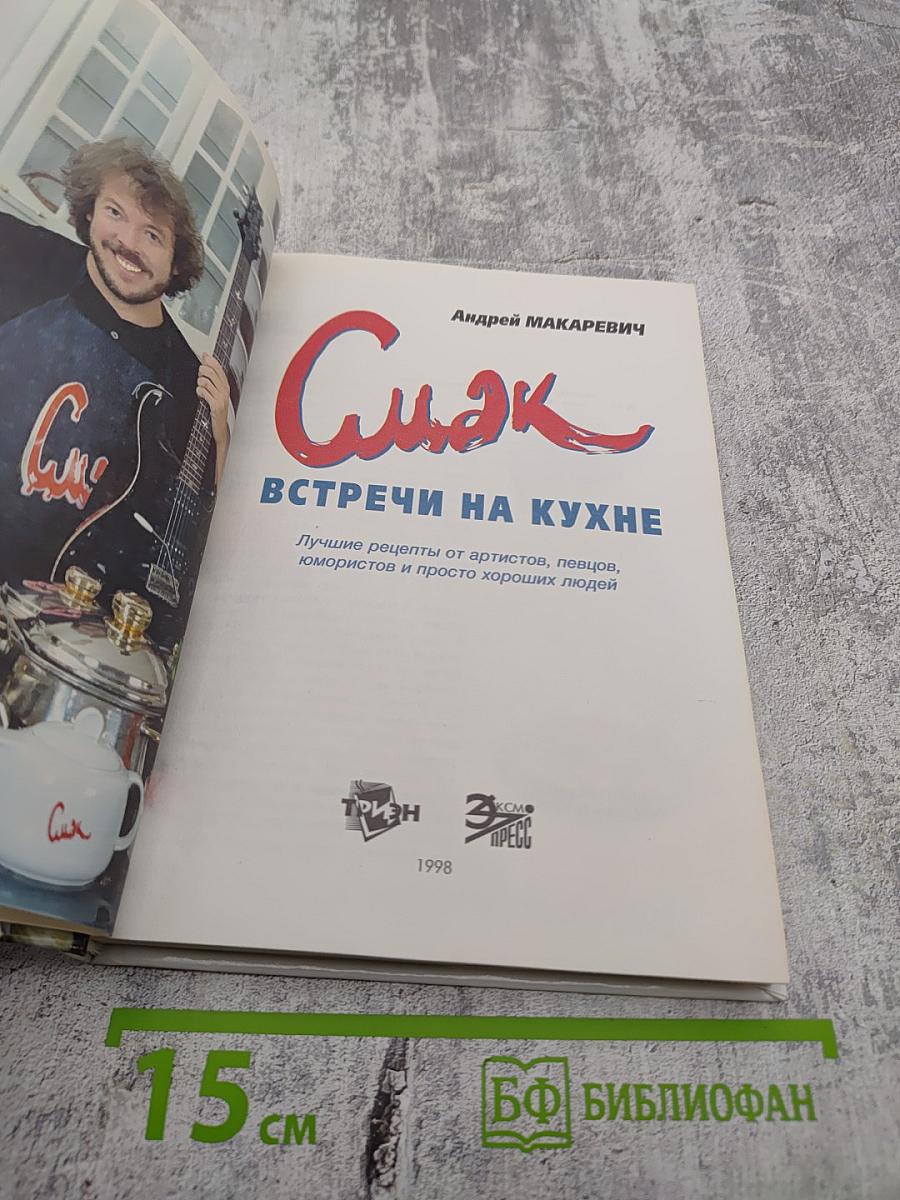 Андрей МАКАРЕВИЧ
Смак
ВСТРЕЧИ НА КУХНЕ
Лучшие рецепты от артистов, певцов,
юмористов и просто хороших людей
Смак
Смак
ТРИЭН
ЭКСМО
ПРЕСС
1998
15 см
БФ БИБЛИОФАН